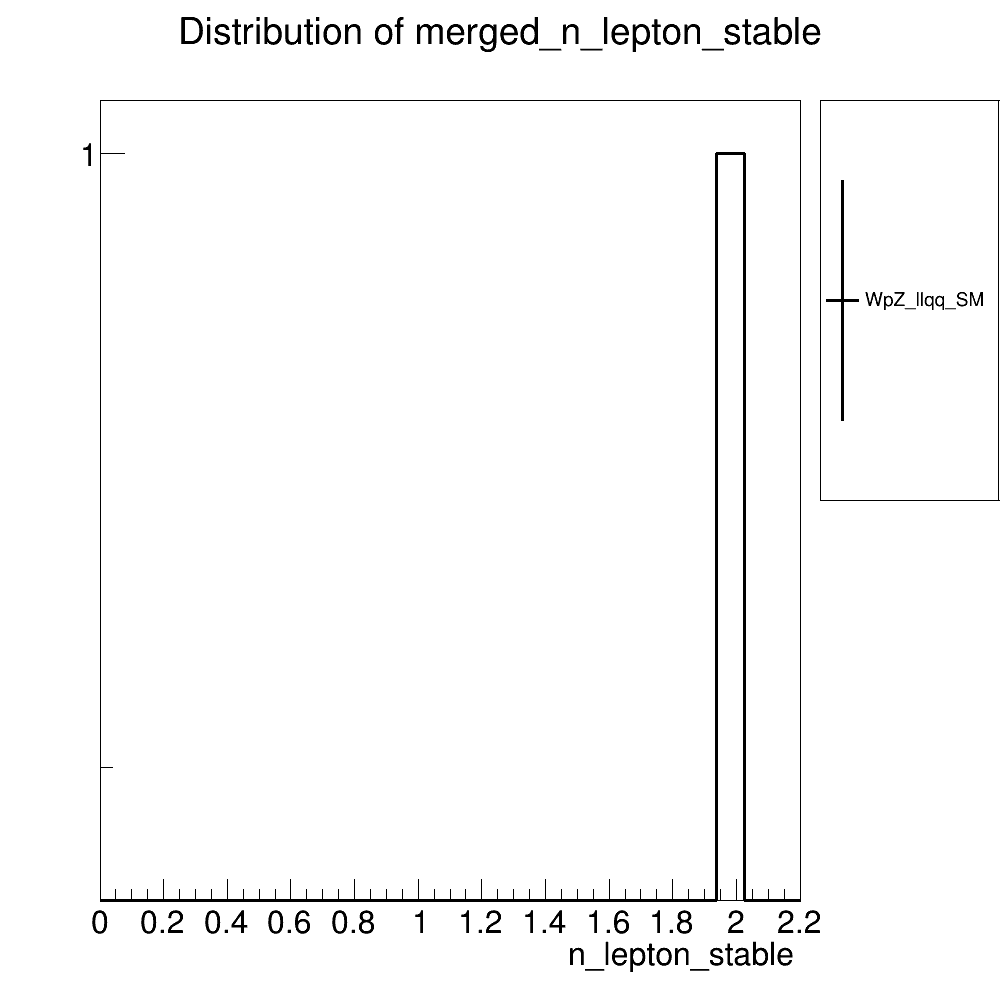 Distribution of merged_n_lepton_stable
1
WpZ_llqq_SM
0 0.2 0.4 0.6 0.8 1 1.2 1.4 1.6 1.8 2 2.2
n_lepton_stable